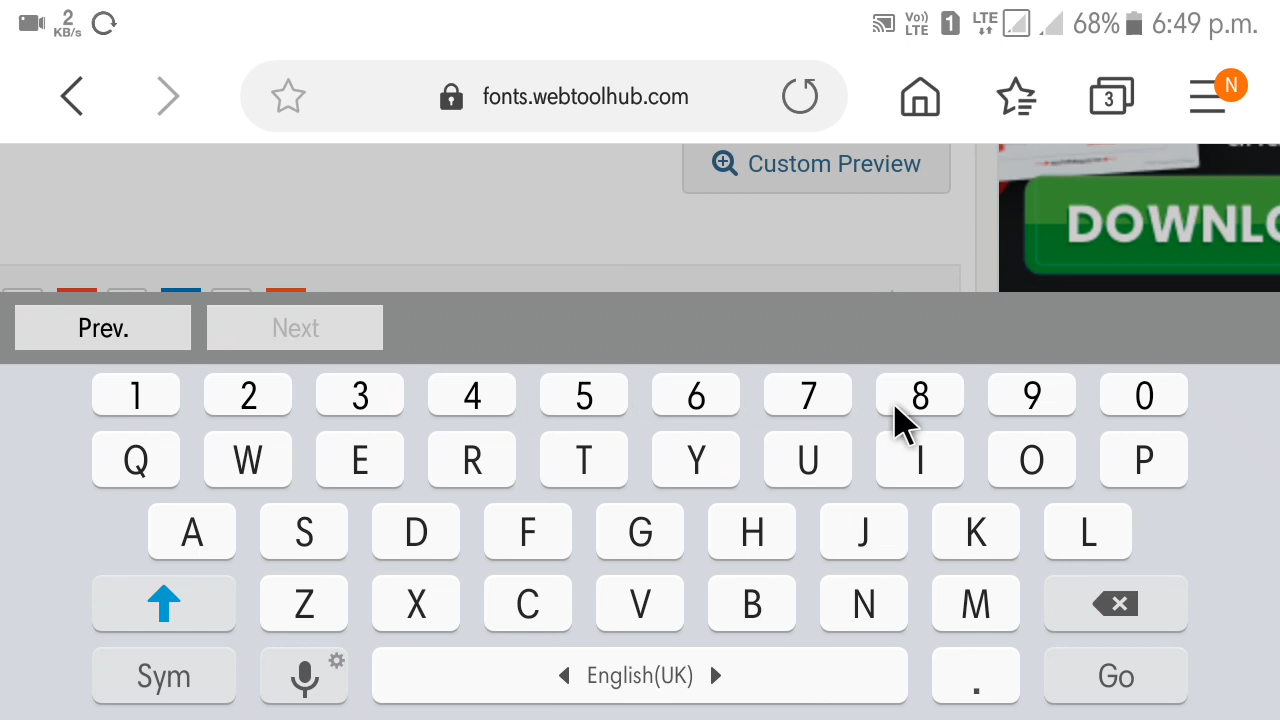 2
KB/s
Vo))
LTE
1
LTE
68%
6:49 p.m.
fonts.webtoolhub.com
3
N
Custom Preview
DOWNLO
Prev.
Next
1 2 3 4 5 6 7 8 9 0
Q W E R T Y U I O P
A S D F G H J K L
Z X C V B N M
Sym
English(UK)
.
Go